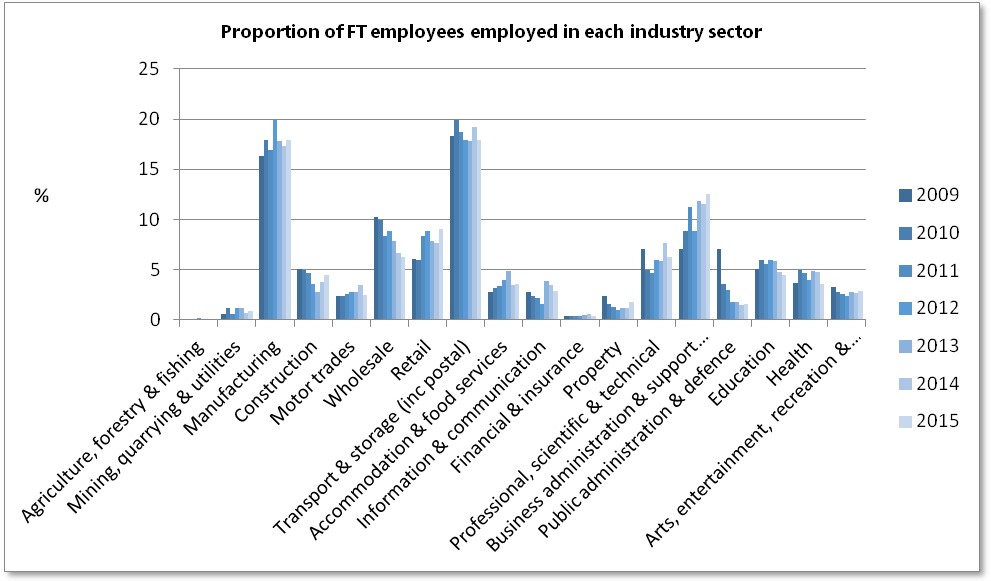 Proportion of FT employees employed in each industry sector
25
20
15
10
5
0
%
Agriculture, forestry & fishing
Mining, quarrying & utilities
Manufacturing
Construction
Motor trades
Wholesale
Retail
Transport & storage (inc postal)
Accommodation & food services
Information & communication
Financial & insurance
Property
Professional, scientific & technical
Business administration & support...
Public administration & defence
Education
Health
Arts, entertainment, recreation &...
2009
2010
2011
2012
2013
2014
2015